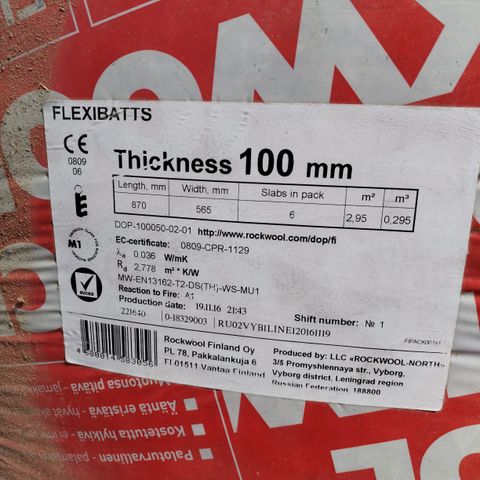 FLEXIBATTS
CE
0809
06
Thickness 100 mm
Length, mm Width, mm Slabs in pack m² m³
870 565 6 2,95 0,295
DOP-100050-02-01 http://www.rockwool.com/dop/fi
EC-certificate: 0809-CPR-1129
λd 0,036 W/mK
Rd 2,778 m² * K/W
MW-EN13162-T2-DS(TH)-WS-MU1
Reaction to Fire: A1
Production date: 19.11.16 21:43
Shift number: № 1
M1
221640 0-18329003 RU02VYBILINE120161119
Rockwool Finland Oy
PL 78, Pakkalankuja 6
FI 01511 Vantaa Finland
Produced by: LLC «ROCKWOOL-NORTH»
3/5 Promyshlennaya str., Vyborg,
Vyborg district, Leningrad region
Russian Federation, 188800
Muotonsa pitävä
Ääntä eristävä
Kosteutta hylkivä
Paloturvallinen